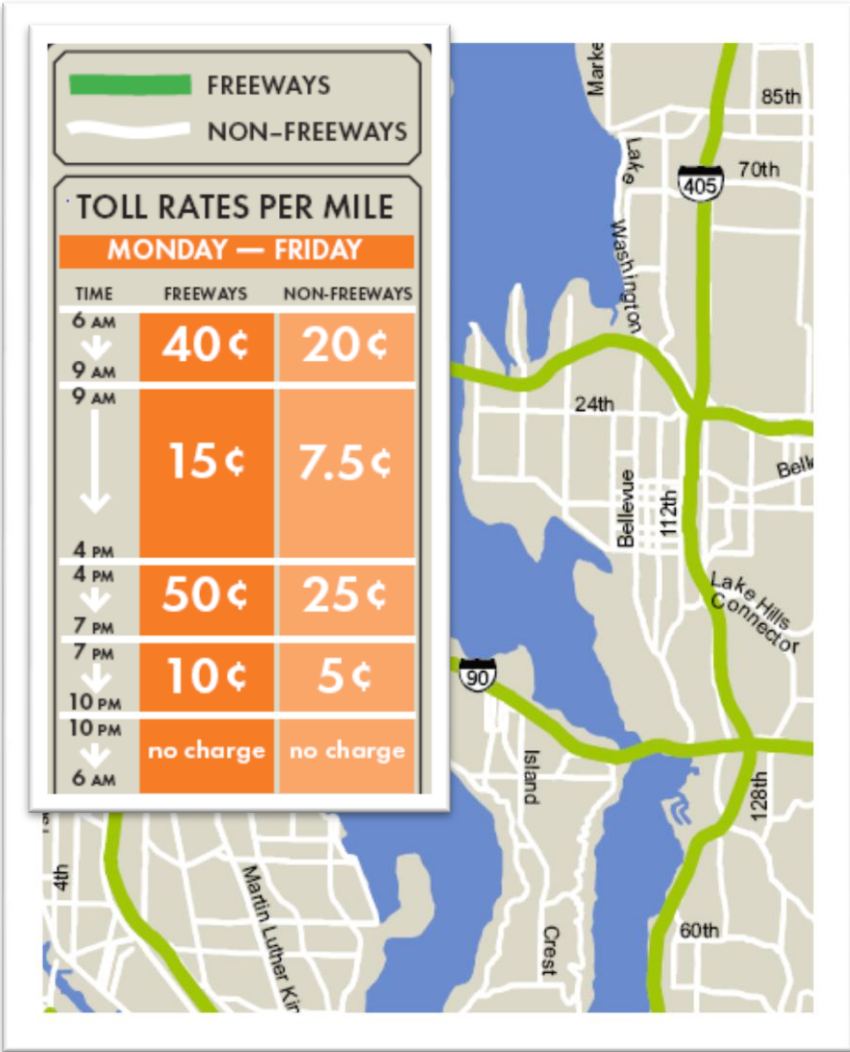 FREEWAYS
NON–FREEWAYS
TOLL RATES PER MILE
MONDAY — FRIDAY
TIME FREEWAYS NON-FREEWAYS
6 AM
9 AM
40¢ 20¢
9 AM
4 PM
15¢ 7.5¢
4 PM
7 PM
50¢ 25¢
7 PM
10 PM
10¢ 5¢
10 PM
6 AM
no charge no charge
Marke
85th
Lake
Washington
405
70th
24th
Bellevue
112th
Bell
Lake Hills
Connector
90
Island
128th
4th
Martin Luther Kin
Crest
60th